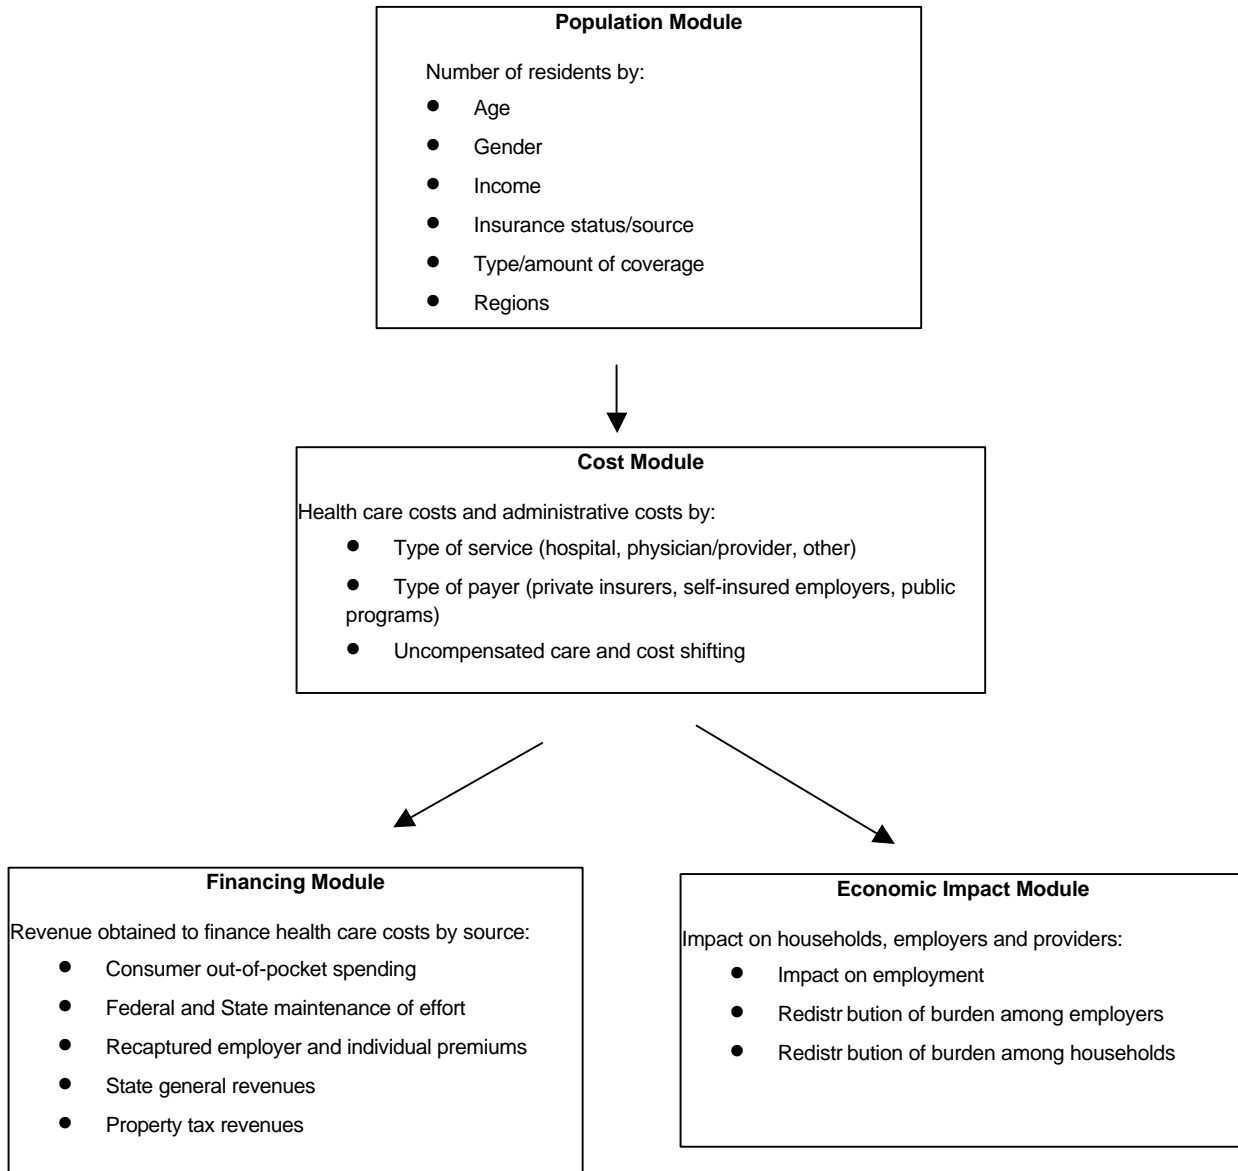 Population Module
Number of residents by:
● Age
● Gender
● Income
● Insurance status/source
● Type/amount of coverage
● Regions
Cost Module
Health care costs and administrative costs by:
● Type of service (hospital, physician/provider, other)
● Type of payer (private insurers, self-insured employers, public
programs)
● Uncompensated care and cost shifting
Financing Module
Revenue obtained to finance health care costs by source:
● Consumer out-of-pocket spending
● Federal and State maintenance of effort
● Recaptured employer and individual premiums
● State general revenues
● Property tax revenues
Economic Impact Module
Impact on households, employers and providers:
● Impact on employment
● Redistr bution of burden among employers
● Redistr bution of burden among households